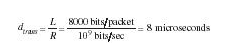 d_trans = L/R = 8000 bits/packet / 10^9 bits/sec = 8 microseconds